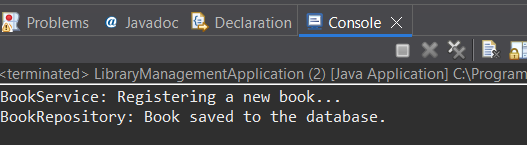 Problems Javadoc Declaration Console
<terminated> LibraryManagementApplication (2) [Java Application] C:\Program
BookService: Registering a new book...
BookRepository: Book saved to the database.